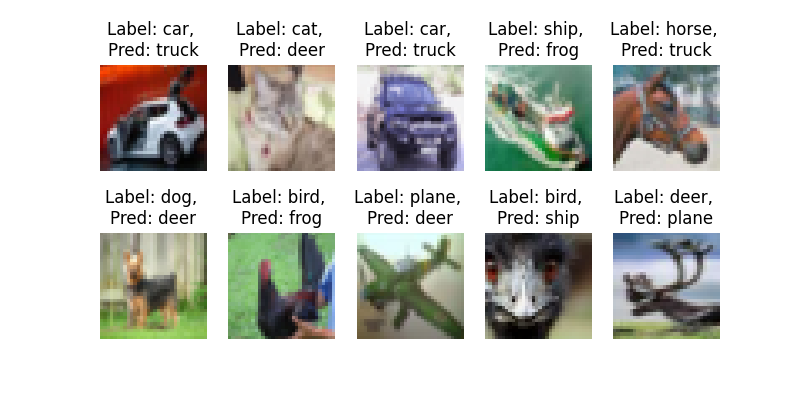 Label: car,
Pred: truck
Label: cat,
Pred: deer
Label: car,
Pred: truck
Label: ship,
Pred: frog
Label: horse,
Pred: truck
Label: dog,
Pred: deer
Label: bird,
Pred: frog
Label: plane,
Pred: deer
Label: bird,
Pred: ship
Label: deer,
Pred: plane